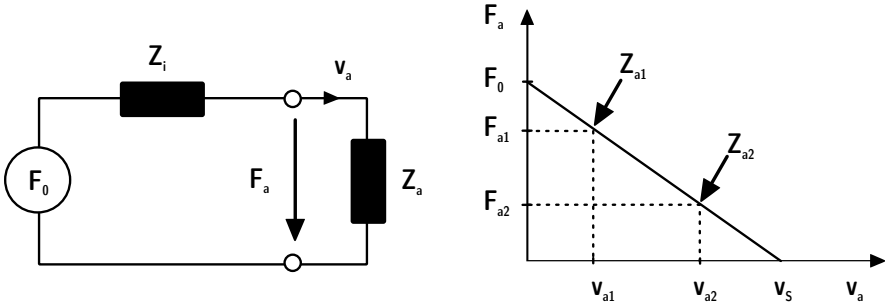 Z_i
v_a
F_0
F_a
Z_a
F_a
F_0
F_a1
F_a2
Z_a1
Z_a2
v_a1 v_a2 v_S v_a